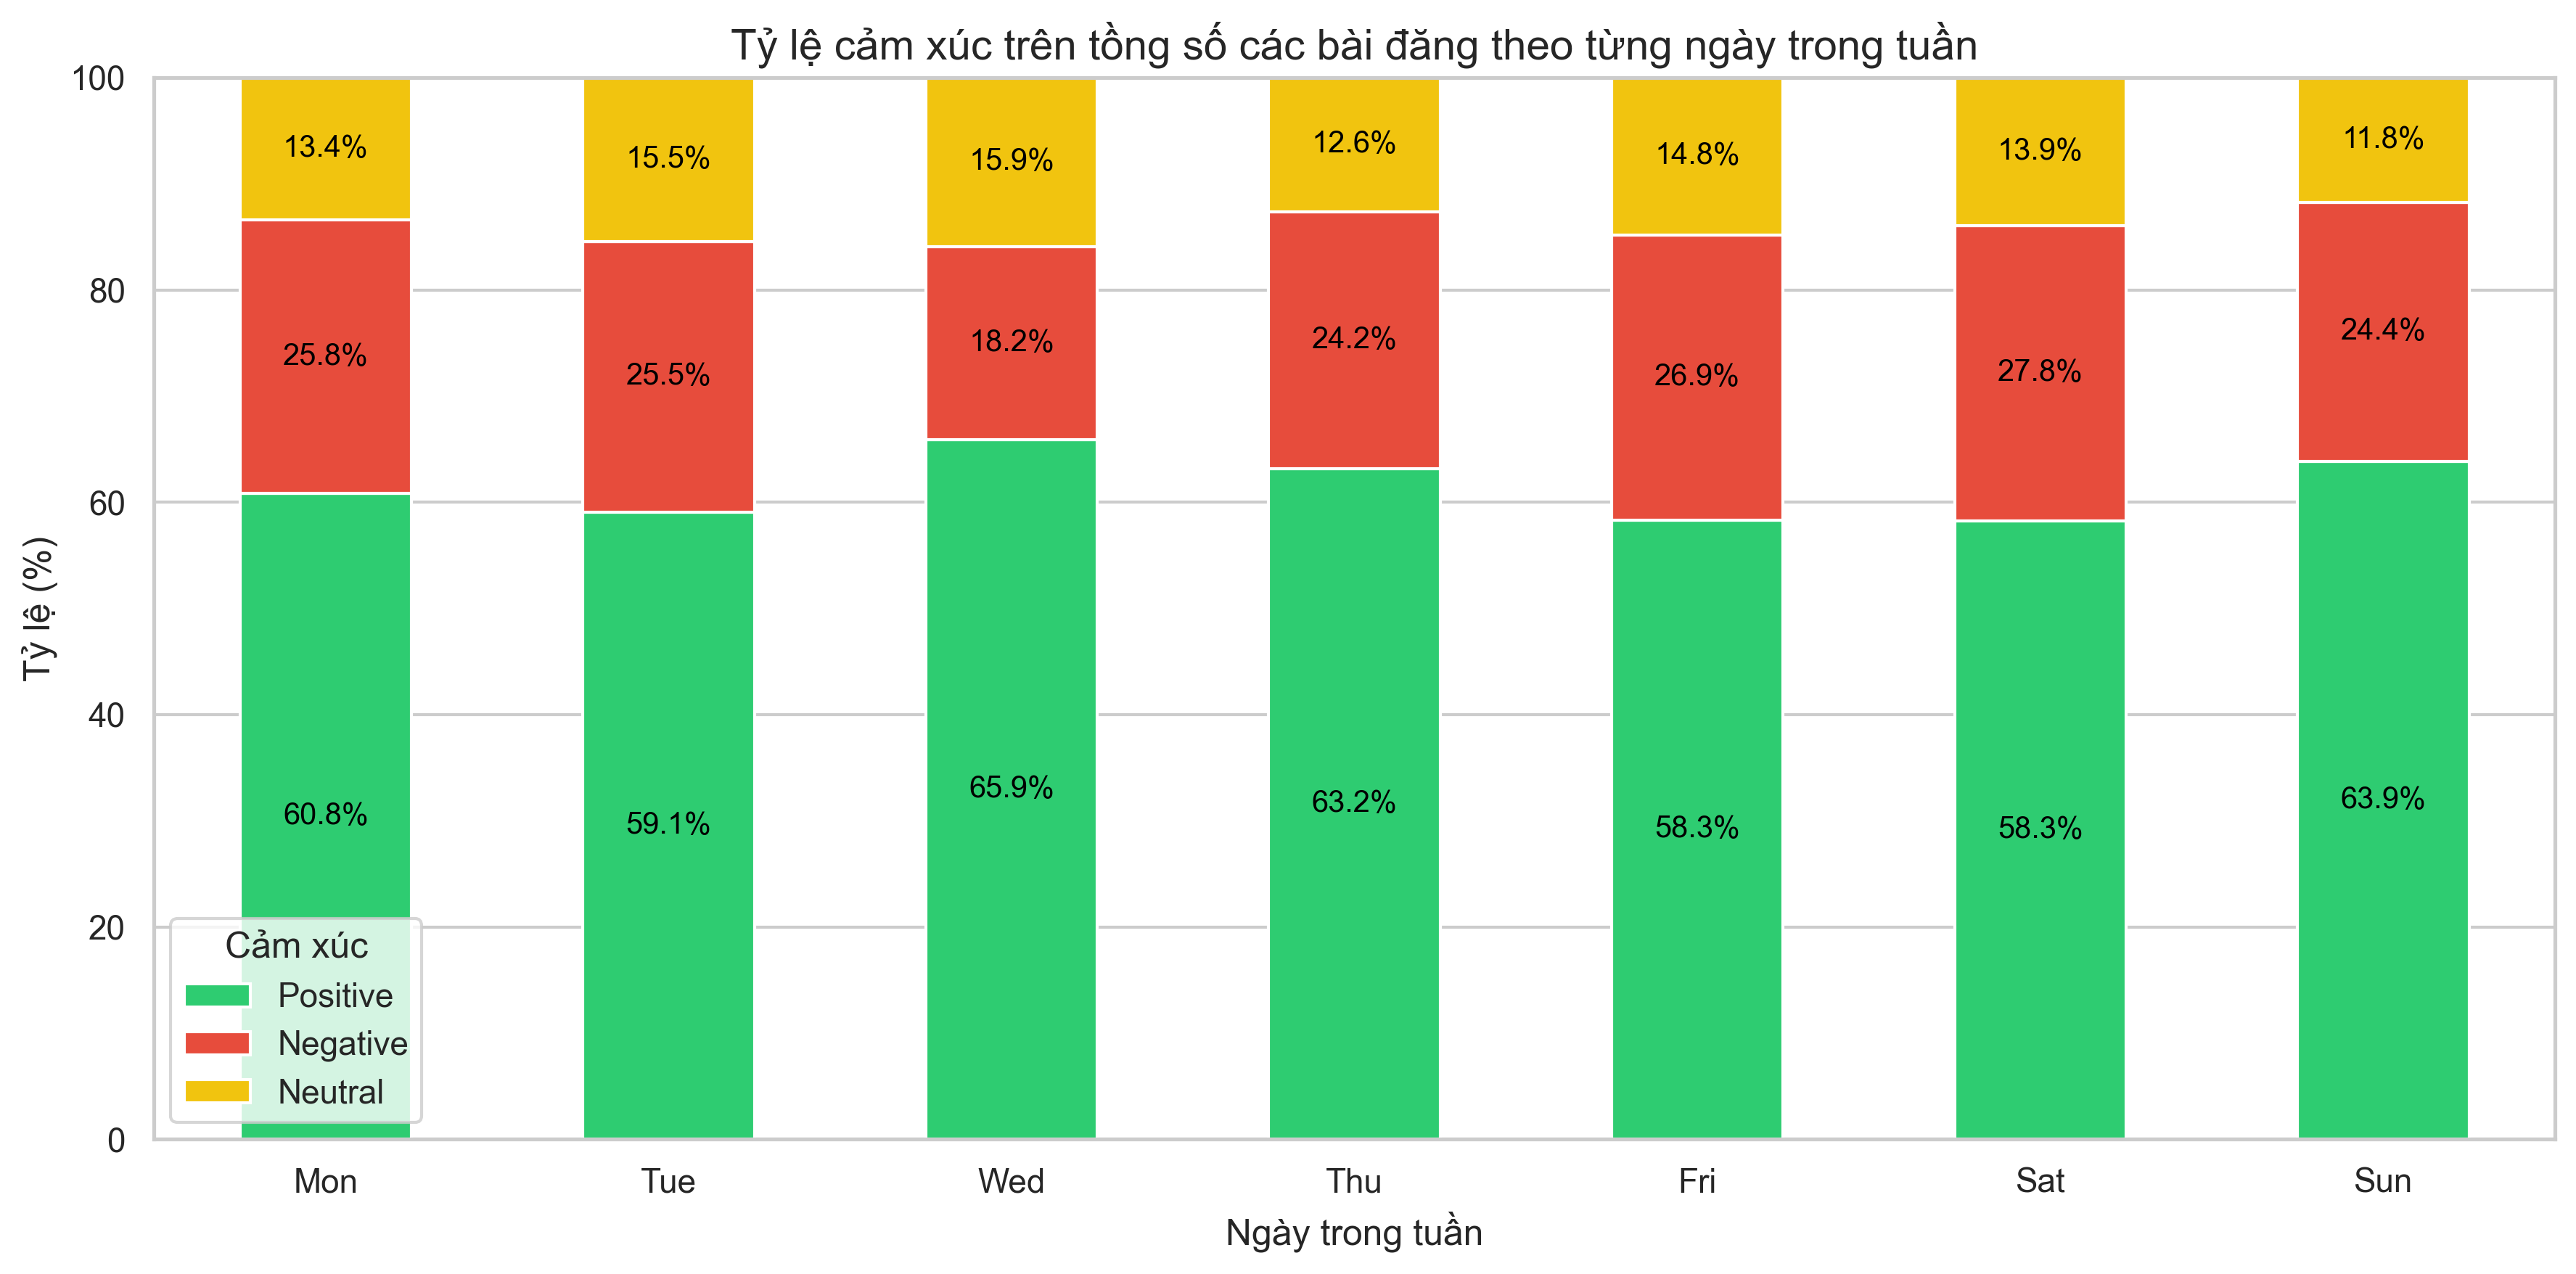 Tỷ lệ cảm xúc trên tổng số các bài đăng theo từng ngày trong tuần
Tỷ lệ (%)
100
80
60
40
20
0
13.4% 15.5% 15.9% 12.6% 14.8% 13.9% 11.8%
25.8% 25.5% 18.2% 24.2% 26.9% 27.8% 24.4%
60.8% 59.1% 65.9% 63.2% 58.3% 58.3% 63.9%
Cảm xúc
Positive
Negative
Neutral
Mon Tue Wed Thu Fri Sat Sun
Ngày trong tuần